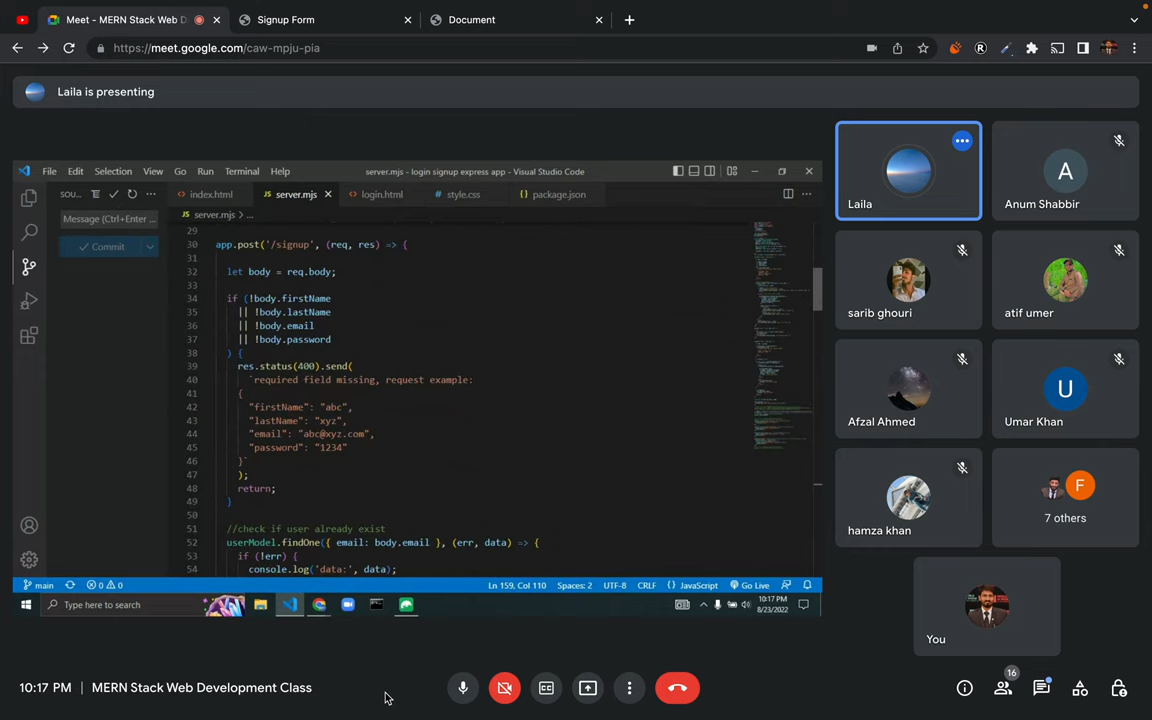 Meet - MERN Stack Web D
Signup Form
Document
https://meet.google.com/caw-mpju-pia
Laila is presenting
File Edit Selection View Go Run Terminal Help
server.mjs - login signup express app - Visual Studio Code
SOU...
index.html
server.mjs
login.html
style.css
package.json
Message (Ctrl+Enter ...
Commit
server.mjs > ...
29
30 app.post('/signup', (req, res) => {
31
32 let body = req.body;
33
34 if (!body.firstName
35 || !body.lastName
36 || !body.email
37 || !body.password
38 ) {
39 res.status(400).send(
40 `required field missing, request example:
41 {
42 "firstName": "abc",
43 "lastName": "xyz",
44 "email": "abc@xyz.com",
45 "password": "1234"
46 }`
47 );
48 return;
49 }
50
51 //check if user already exist
52 userModel.findOne({ email: body.email }, (err, data) => {
53 if (!err) {
54 console.log('data:', data);
main 0 0 Ln 159, Col 110 Spaces: 2 UTF-8 CRLF {} JavaScript Go Live
Type here to search
10:17 PM
8/23/2022
Laila
A
Anum Shabbir
sarib ghouri
atif umer
Afzal Ahmed
U
Umar Khan
hamza khan
F
7 others
You
10:17 PM | MERN Stack Web Development Class
16